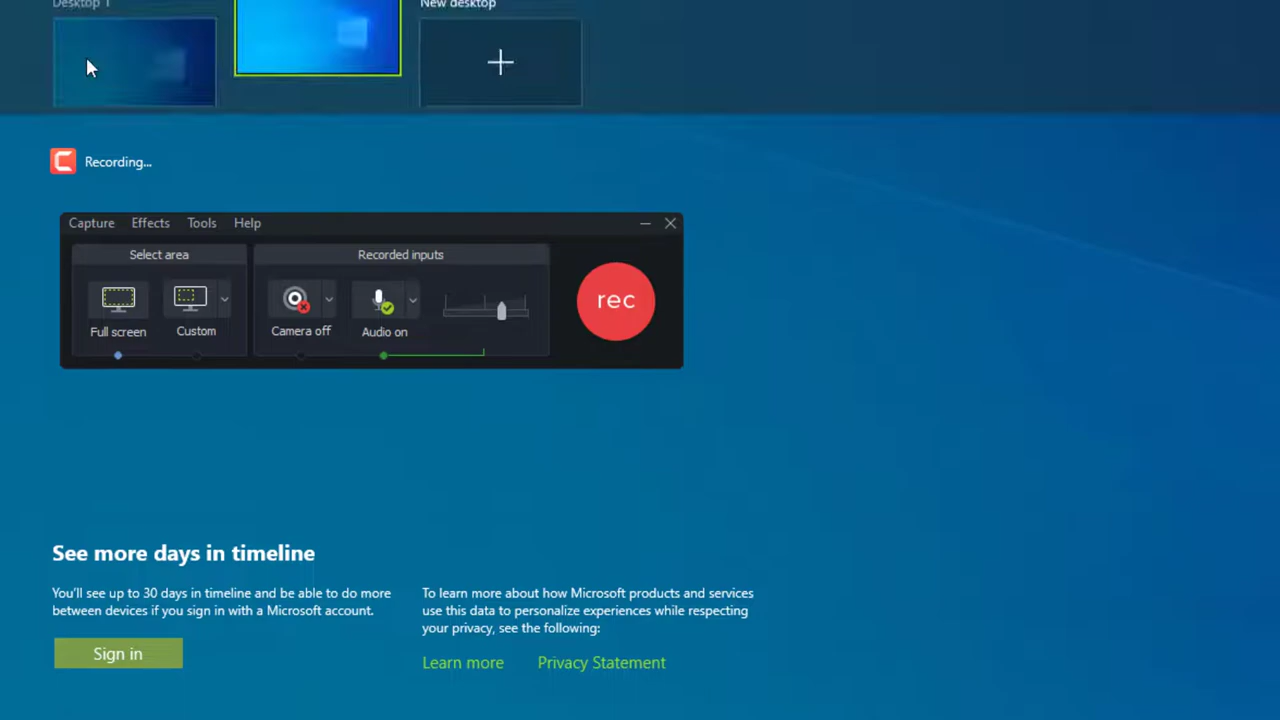 Desktop 1
New desktop
Recording...
Capture Effects Tools Help
Select area
Recorded inputs
rec
Full screen
Custom
Camera off
Audio on
See more days in timeline
You'll see up to 30 days in timeline and be able to do more
between devices if you sign in with a Microsoft account.
Sign in
To learn more about how Microsoft products and services
use this data to personalize experiences while respecting
your privacy, see the following:
Learn more Privacy Statement